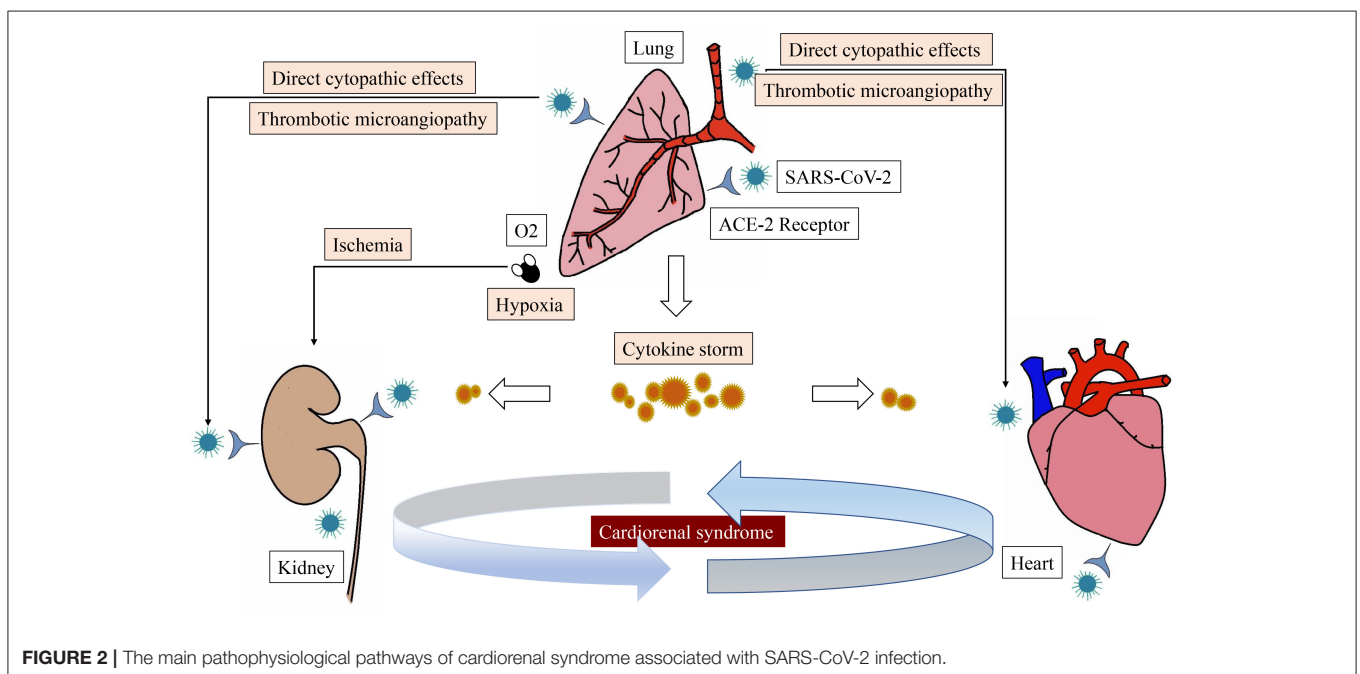 Lung
Direct cytopathic effects
Thrombotic microangiopathy
Direct cytopathic effects
Thrombotic microangiopathy
SARS-CoV-2
ACE-2 Receptor
O2
Ischemia
Hypoxia
Cytokine storm
Cardiorenal syndrome
Kidney
Heart
FIGURE 2 | The main pathophysiological pathways of cardiorenal syndrome associated with SARS-CoV-2 infection.